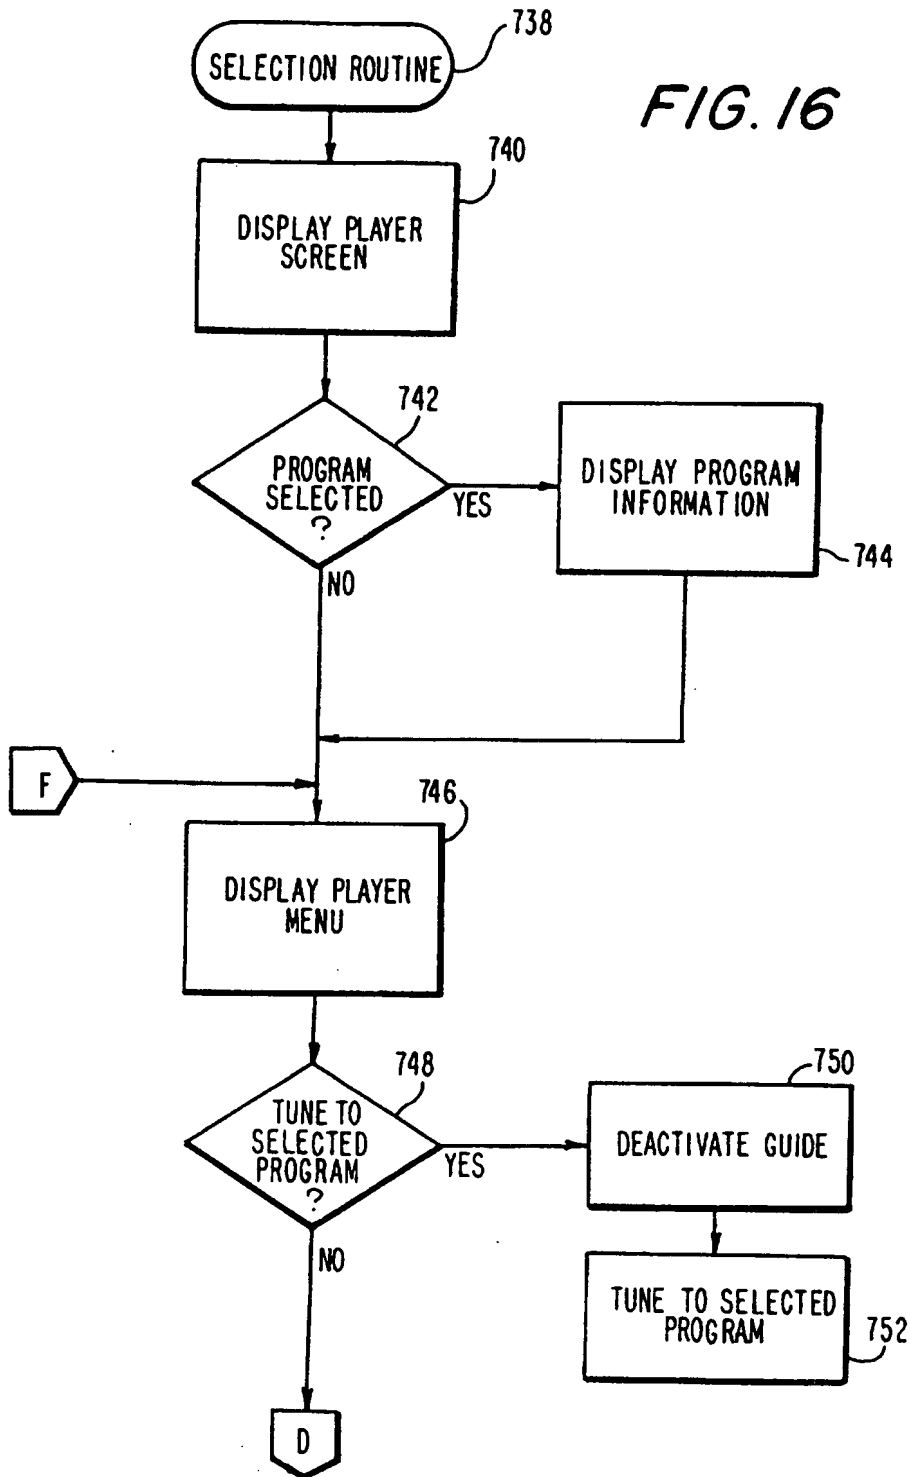 738
SELECTION ROUTINE
FIG. 16
740
DISPLAY PLAYER
SCREEN
742
PROGRAM
SELECTED
?
YES
NO
DISPLAY PROGRAM
INFORMATION
744
F
746
DISPLAY PLAYER
MENU
748
TUNE TO
SELECTED
PROGRAM
?
YES
NO
750
DEACTIVATE GUIDE
TUNE TO SELECTED
PROGRAM
752
D